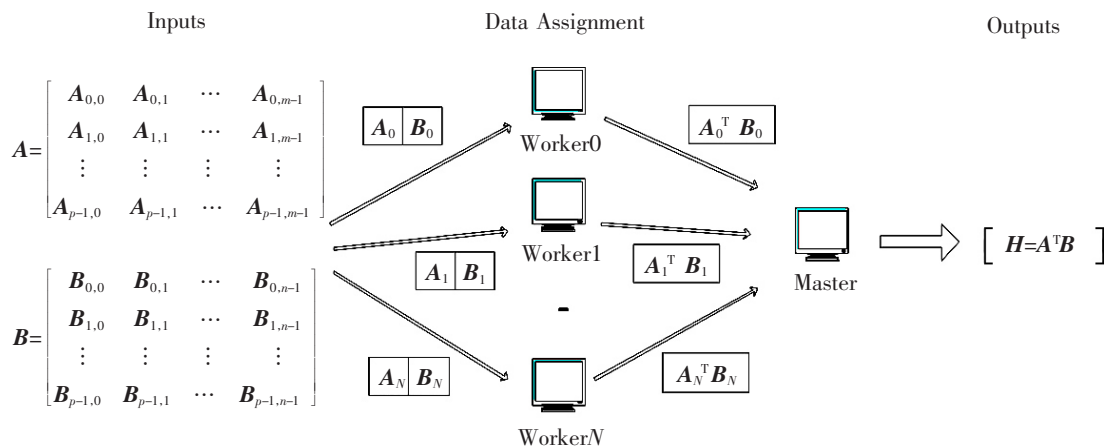 Inputs
Data Assignment
Outputs
A=
A0,0 A0,1 ⋯ A0,m−1
A1,0 A1,1 ⋯ A1,m−1
⋮ ⋮ ⋮ ⋮
Ap−1,0 Ap−1,1 ⋯ Ap−1,m−1
B=
B0,0 B0,1 ⋯ B0,n−1
B1,0 B1,1 ⋯ B1,n−1
⋮ ⋮ ⋮ ⋮
Bp−1,0 Bp−1,1 ⋯ Bp−1,n−1
A0 B0
Worker0
A0ᵀ B0
A1 B1
Worker1
A1ᵀ B1
AN BN
WorkerN
ANᵀ BN
Master
[ H=AᵀB ]